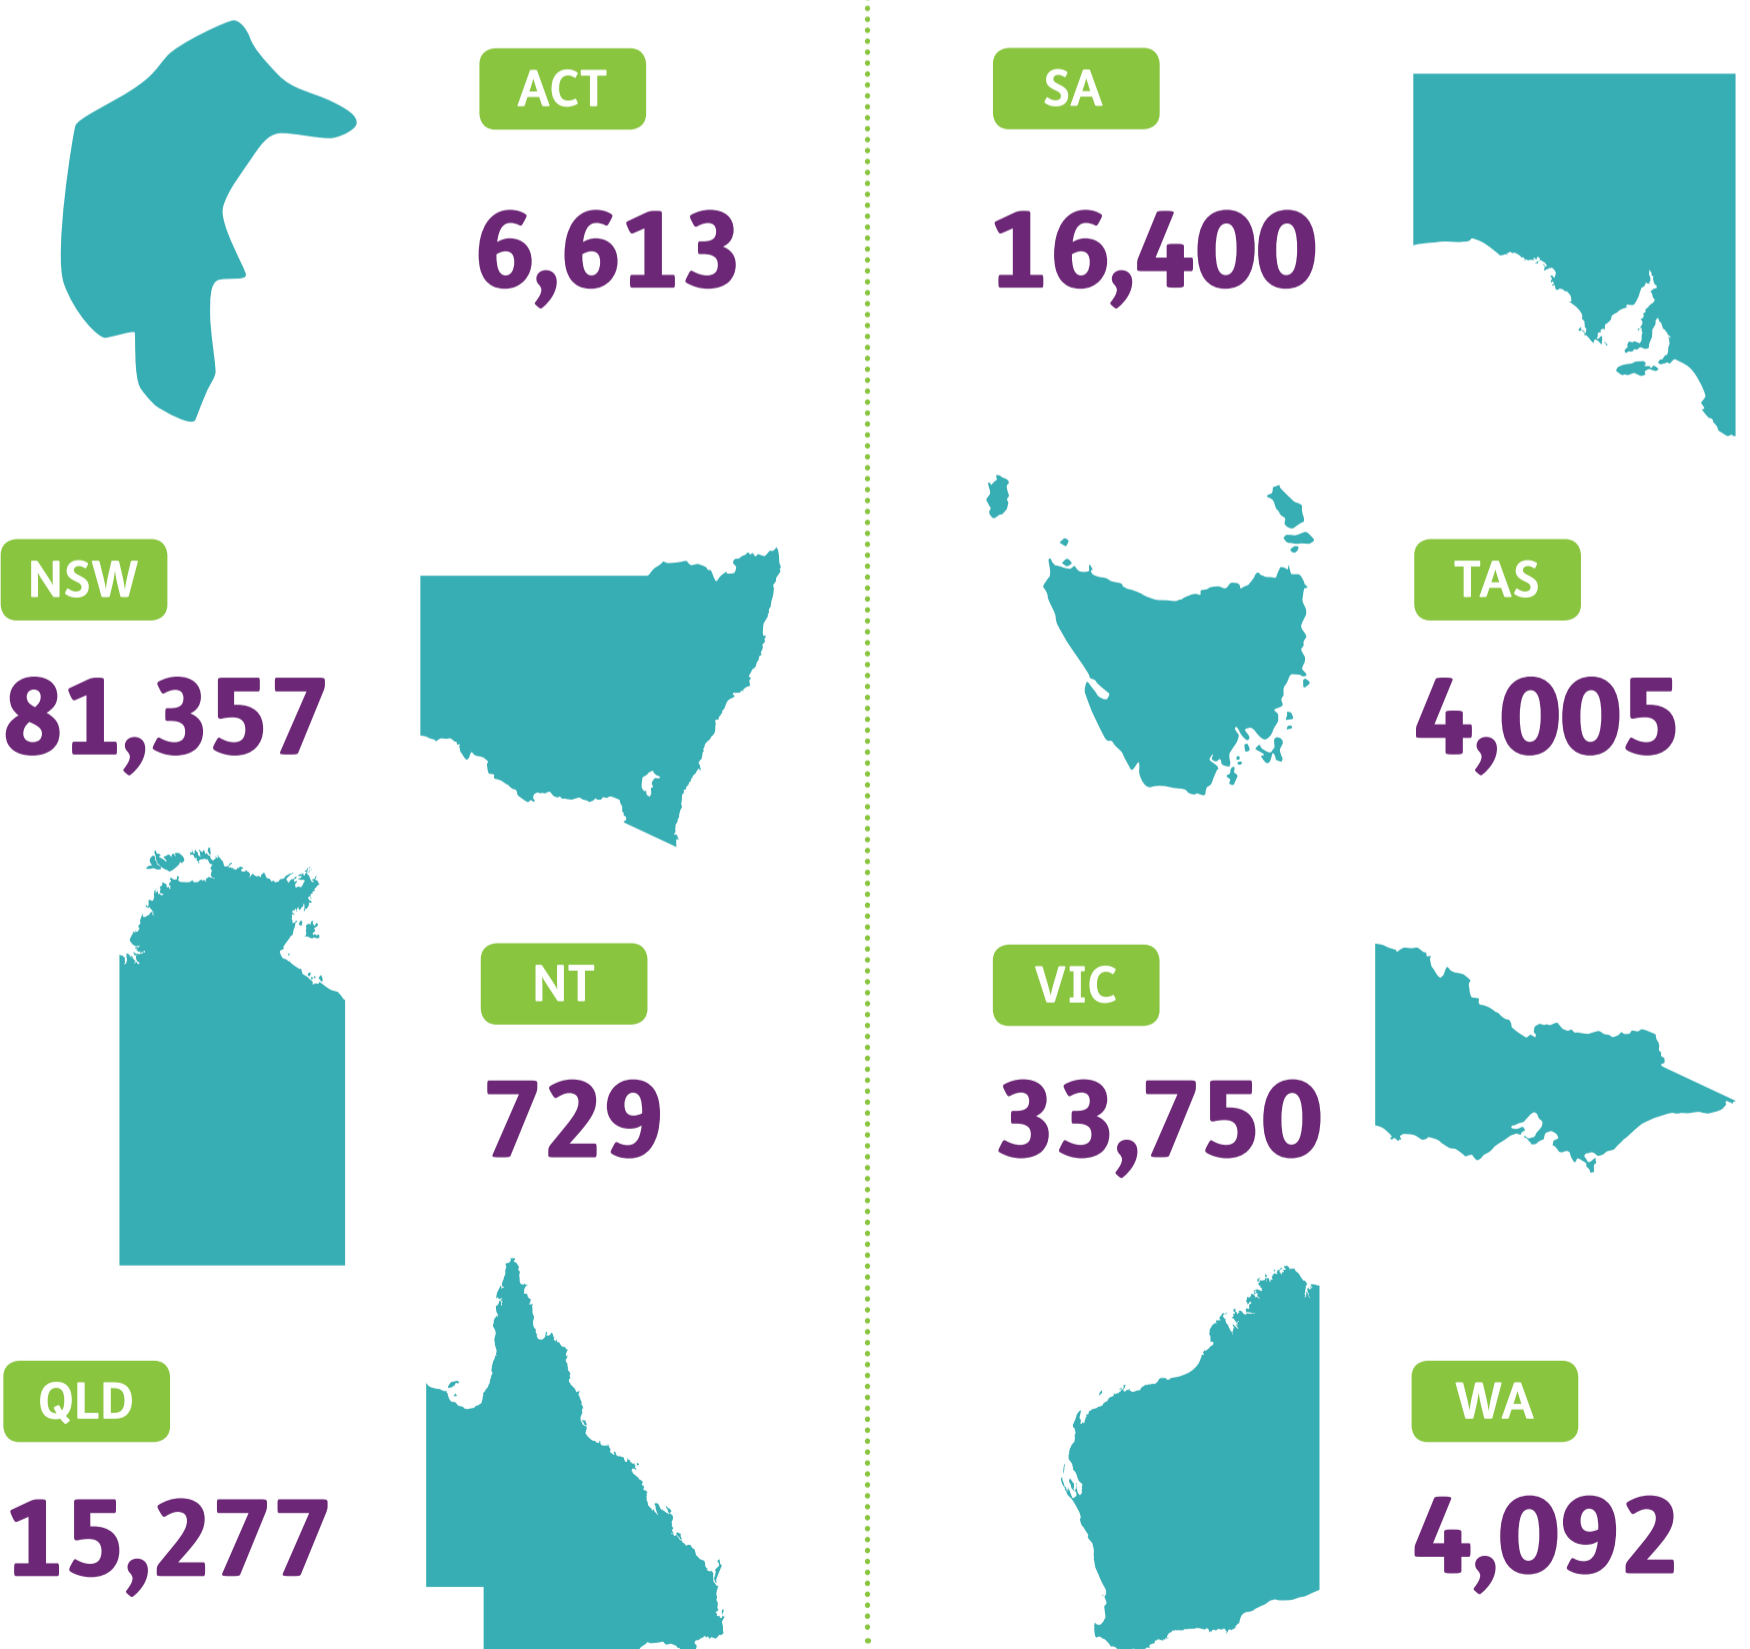 ACT
6,613
NSW
81,357
NT
729
QLD
15,277
SA
16,400
TAS
4,005
VIC
33,750
WA
4,092